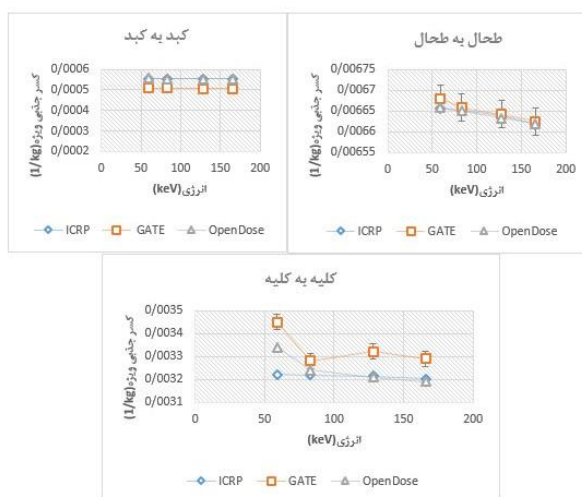 کبد به کبد
کسر جذبی ویژه(1/kg)
0/0006
0/0005
0/0004
0/0003
0/0002
0 50 100 150 200
انرژی(keV)
ICRP GATE OpenDose
طحال به طحال
کسر جذبی ویژه(1/kg)
0/00675
0/0067
0/00665
0/0066
0/00655
0 50 100 150 200
انرژی(keV)
ICRP GATE OpenDose
کلیه به کلیه
کسر جذبی ویژه(1/kg)
0/0035
0/0034
0/0033
0/0032
0/0031
0 50 100 150 200
انرژی(keV)
ICRP GATE OpenDose